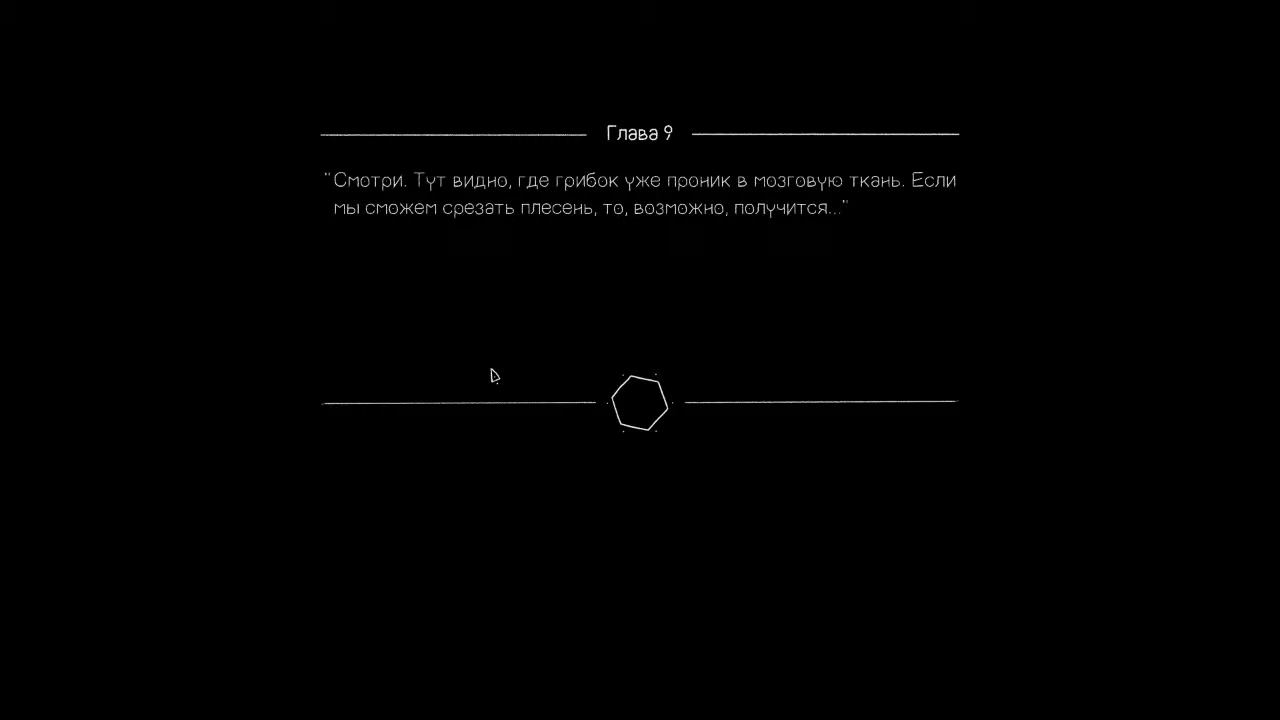 Глава 9
"Смотри. Тут видно, где грибок уже проник в мозговую ткань. Если
мы сможем срезать плесень, то, возможно, получится..."